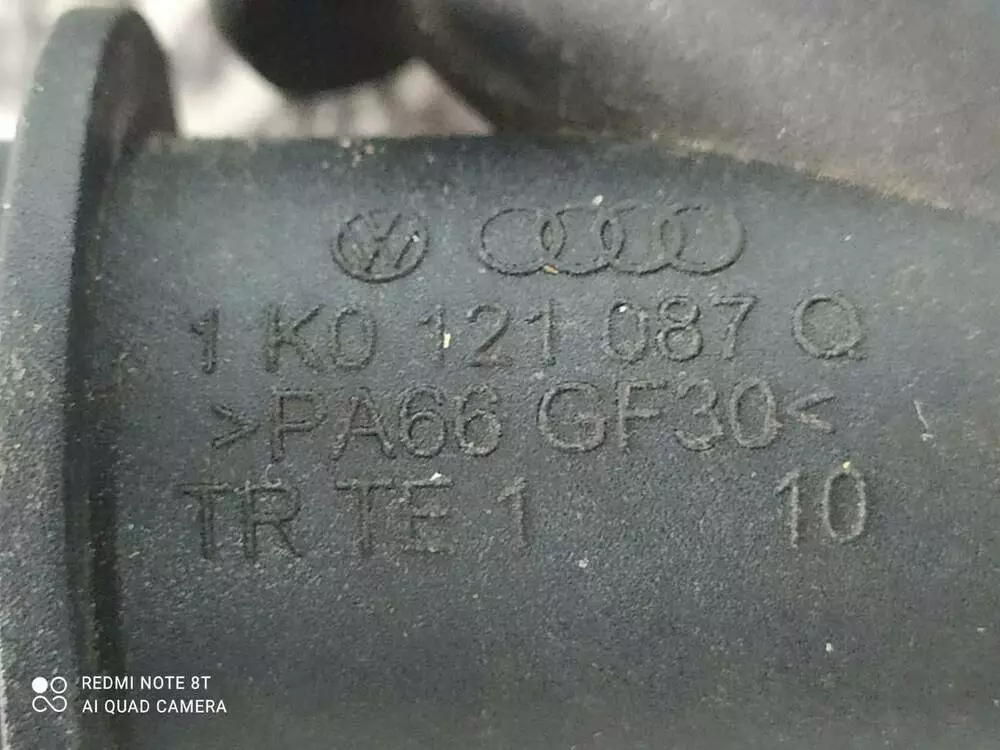 1 K0 121 087 Q
>PA66 GF30<
TR TE 1 10
REDMI NOTE 8T
AI QUAD CAMERA